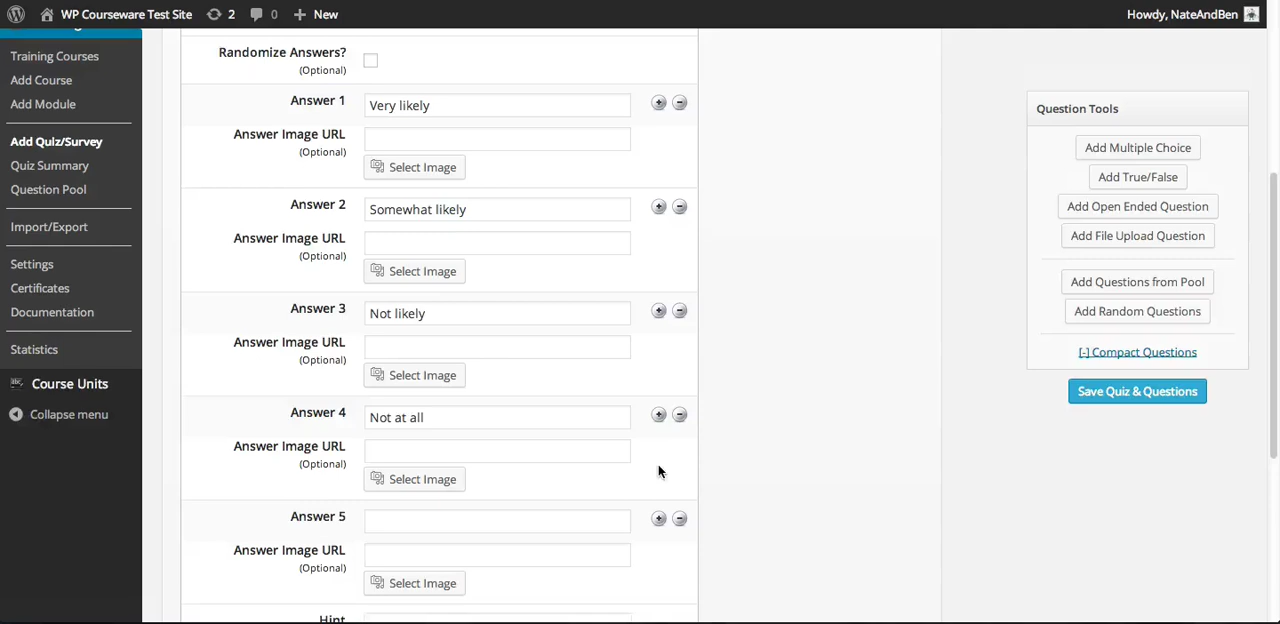 WP Courseware Test Site 2 0 + New Howdy, NateAndBen
Training Courses
Add Course
Add Module
Add Quiz/Survey
Quiz Summary
Question Pool
Import/Export
Settings
Certificates
Documentation
Statistics
Course Units
Collapse menu
Randomize Answers?
(Optional)
Answer 1 Very likely
Answer Image URL
(Optional)
Select Image
Answer 2 Somewhat likely
Answer Image URL
(Optional)
Select Image
Answer 3 Not likely
Answer Image URL
(Optional)
Select Image
Answer 4 Not at all
Answer Image URL
(Optional)
Select Image
Answer 5
Answer Image URL
(Optional)
Select Image
Hint
Question Tools
Add Multiple Choice
Add True/False
Add Open Ended Question
Add File Upload Question
Add Questions from Pool
Add Random Questions
[-] Compact Questions
Save Quiz & Questions